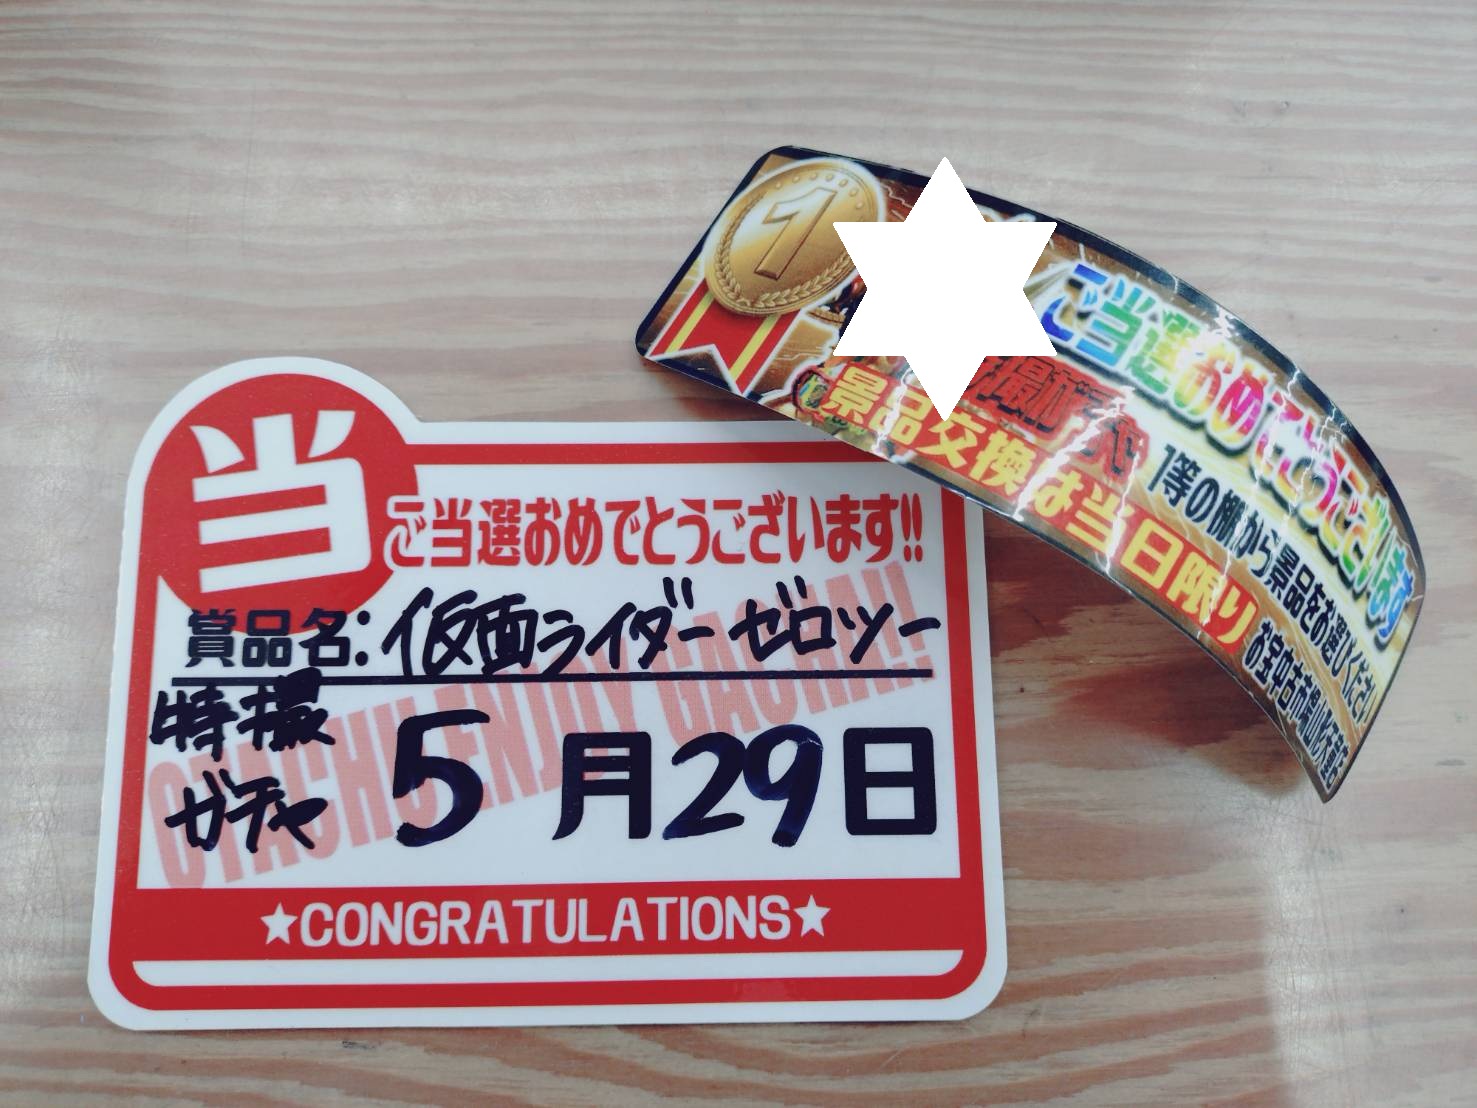 当
ご当選おめでとうございます!!
賞品名:仮面ライダー ゼロツー
特撮
ガチャ
5月29日
OTACHU ENJOY GACHA!!
★CONGRATULATIONS★
1
ご当選おめでとうございます
撮ガチャ 1等の棚から景品をお選びください
景品交換は当日限り